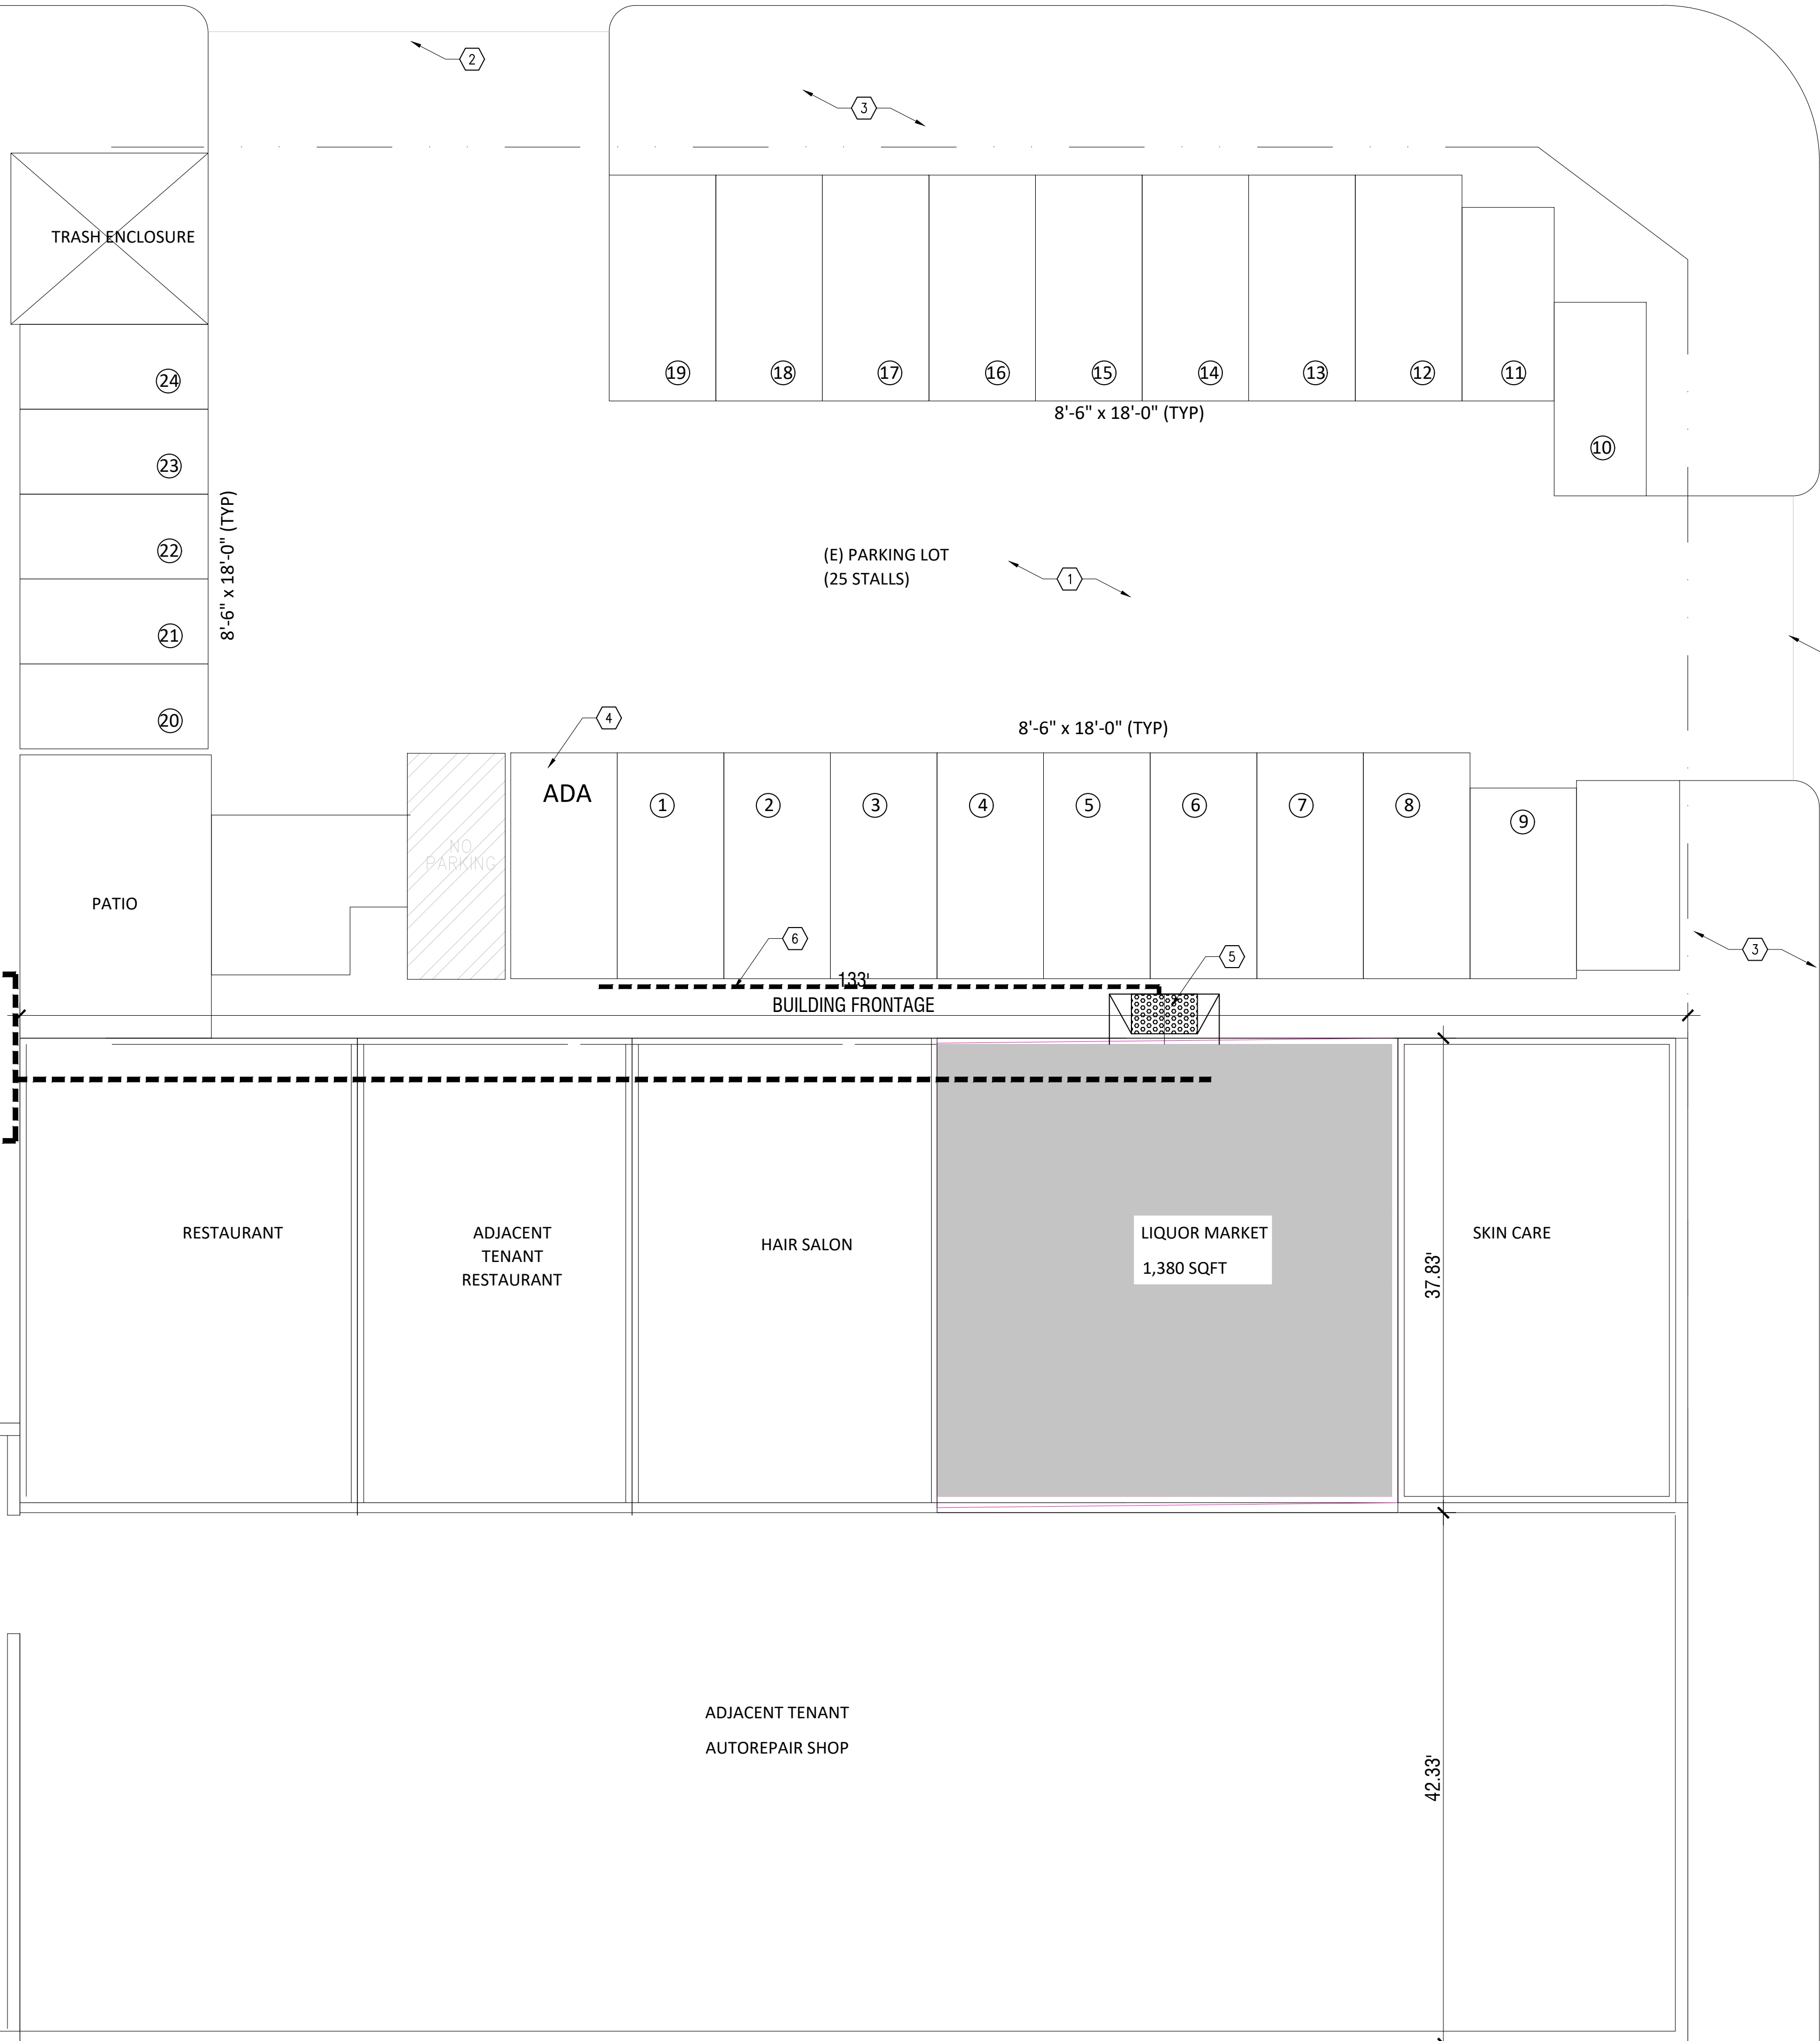 2
3
TRASH ENCLOSURE
19
18
17
16
15
14
13
12
11
10
8'-6" x 18'-0" (TYP)
24
23
22
21
20
8'-6" x 18'-0" (TYP)
(E) PARKING LOT
(25 STALLS)
1
4
8'-6" x 18'-0" (TYP)
ADA
1
2
3
4
5
6
7
8
9
NO
PARKING
PATIO
6
5
3
133'
BUILDING FRONTAGE
RESTAURANT
ADJACENT
TENANT
RESTAURANT
HAIR SALON
LIQUOR MARKET
1,380 SQFT
SKIN CARE
37.83'
ADJACENT TENANT
AUTOREPAIR SHOP
42.33'